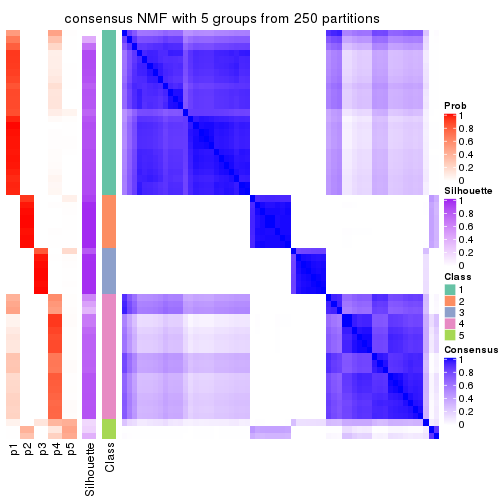 consensus NMF with 5 groups from 250 partitions
Prob
1
0.8
0.6
0.4
0.2
0
Silhouette
1
0.8
0.6
0.4
0.2
0
Class
1
2
3
4
5
Consensus
1
0.8
0.6
0.4
0.2
0
p1
p2
p3
p4
p5
Silhouette
Class